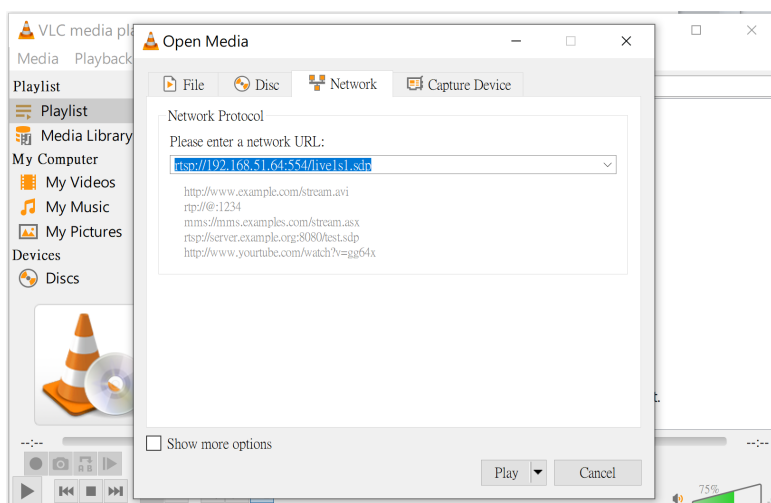 VLC media pla
Open Media
Media Playback
File Disc Network Capture Device
Playlist
Playlist
Media Library
My Computer
My Videos
My Music
My Pictures
Devices
Discs
Network Protocol
Please enter a network URL:
rtsp://192.168.51.64:554/live1s1.sdp
http://www.example.com/stream.avi
rtp://@:1234
mms://mms.examples.com/stream.asx
rtsp://server.example.org:8080/test.sdp
http://www.yourtube.com/watch?v=gg64x
t.
Show more options
--:-- --:--
Play Cancel
A B
75%